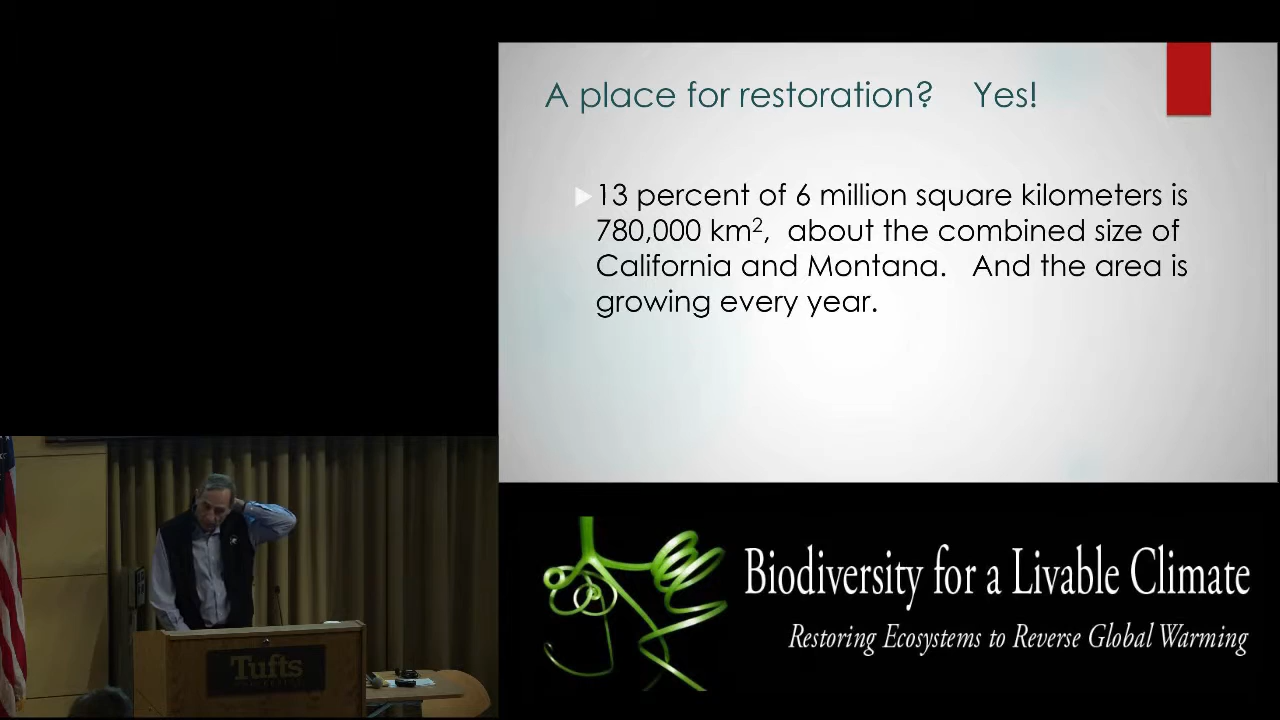 A place for restoration? Yes!
13 percent of 6 million square kilometers is
780,000 km², about the combined size of
California and Montana. And the area is
growing every year.
Biodiversity for a Livable Climate
Restoring Ecosystems to Reverse Global Warming
Tufts